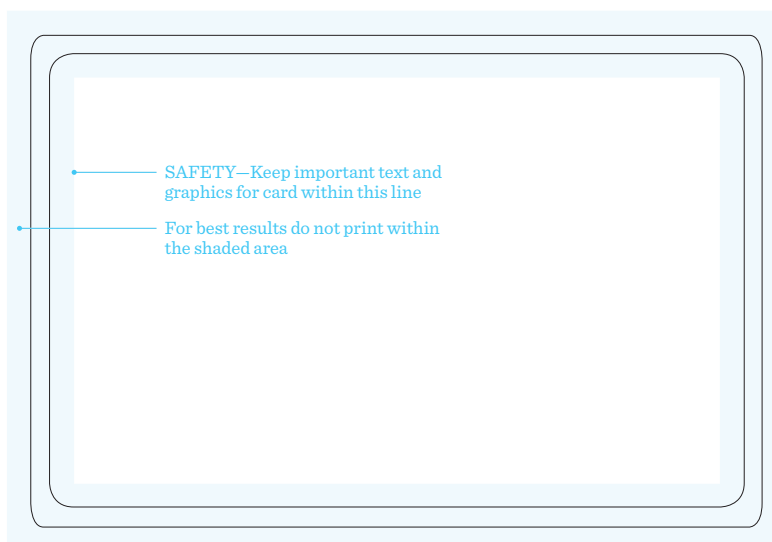 SAFETY—Keep important text and
graphics for card within this line
For best results do not print within
the shaded area